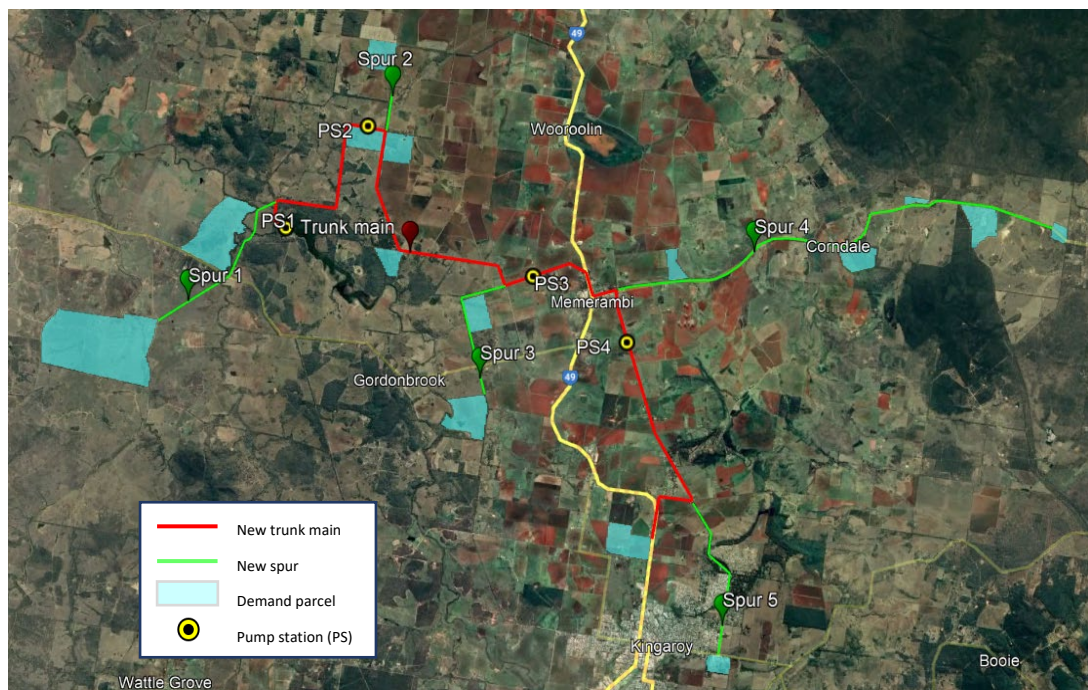 Spur 2
PS2
Wooroolin
49
PS1
Trunk main
Spur 4
Corndale
Spur 1
PS3
Memerambi
PS4
Spur 3
Gordonbrook
49
New trunk main
New spur
Demand parcel
Pump station (PS)
Spur 5
Kingaroy
Booie
Wattle Grove